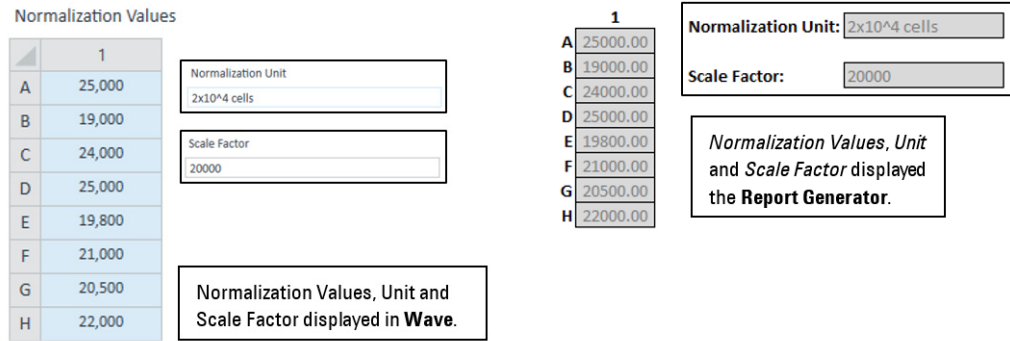 Normalization Values
1
A 25,000
B 19,000
C 24,000
D 25,000
E 19,800
F 21,000
G 20,500
H 22,000
Normalization Unit
2x10^4 cells
Scale Factor
20000
Normalization Values, Unit and
Scale Factor displayed in Wave.
1
A 25000.00
B 19000.00
C 24000.00
D 25000.00
E 19800.00
F 21000.00
G 20500.00
H 22000.00
Normalization Unit: 2x10^4 cells
Scale Factor: 20000
Normalization Values, Unit
and Scale Factor displayed
the Report Generator.